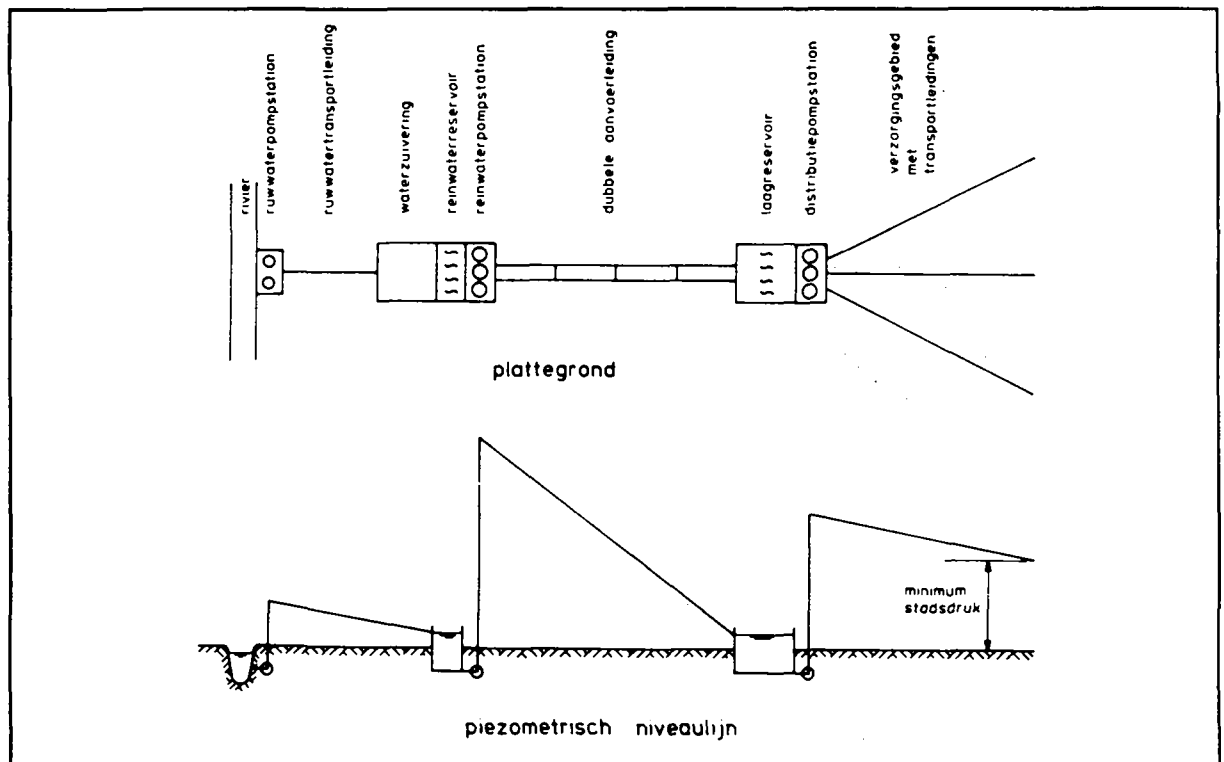 rivier
ruwwaterpompstation
ruwwatertransportleiding
waterzuivering
reinwaterreservoir
reinwaterpompstation
dubbele aanvoerleiding
laagreservoir
distributiepompstation
verzorgingsgebied
met
transportleidingen
plattegrond
minimum
stadsdruk
piezometrisch niveaulijn